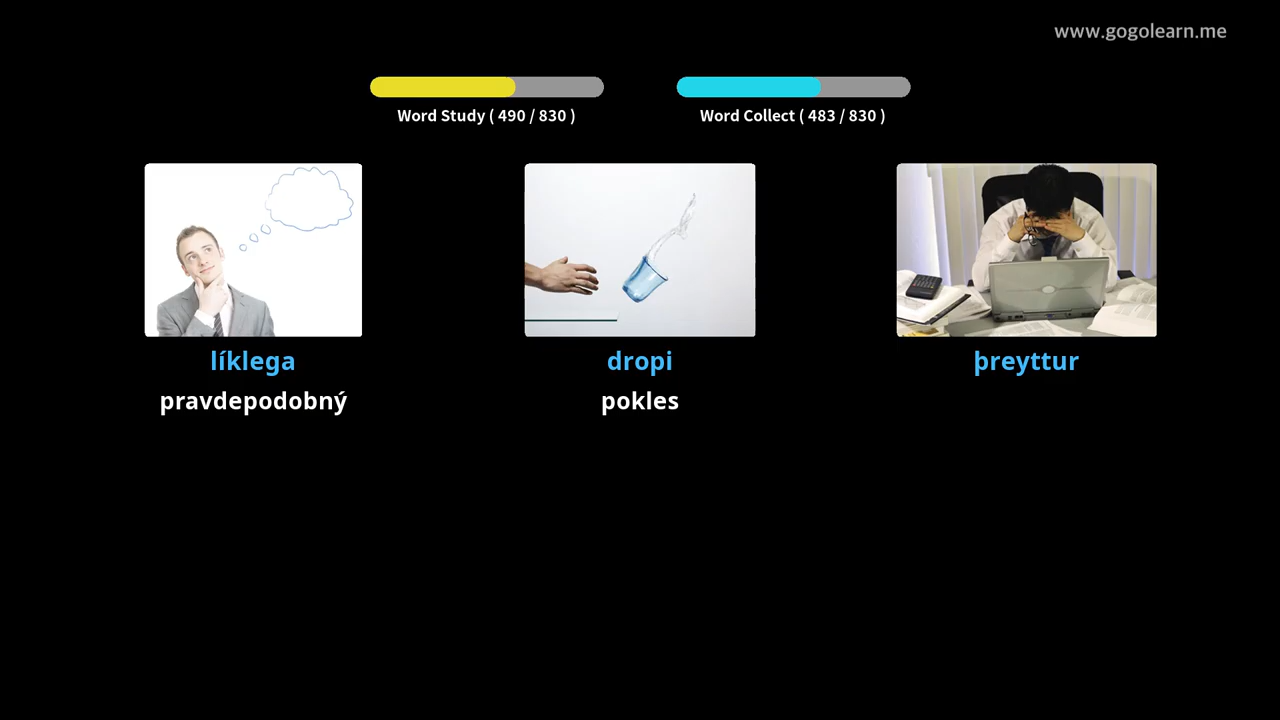 www.gogolearn.me
Word Study ( 490 / 830 )
Word Collect ( 483 / 830 )
líklega
dropi
þreyttur
pravdepodobný
pokles